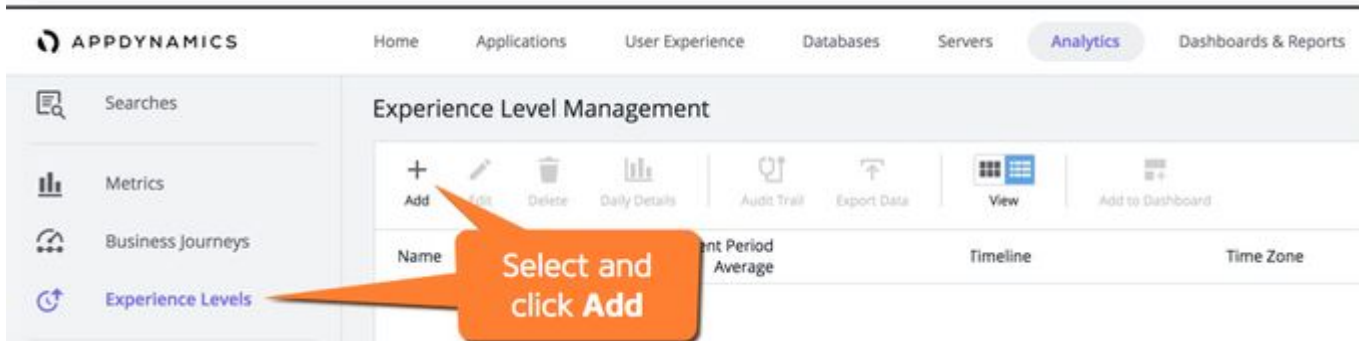 APPDYNAMICS Home Applications User Experience Databases Servers Analytics Dashboards & Reports
Searches
Experience Level Management
Metrics
Add Edit Delete Daily Details Audit Trail Export Data View Add to Dashboard
Business Journeys
Name ent Period Average Timeline Time Zone
Select and
click Add
Experience Levels